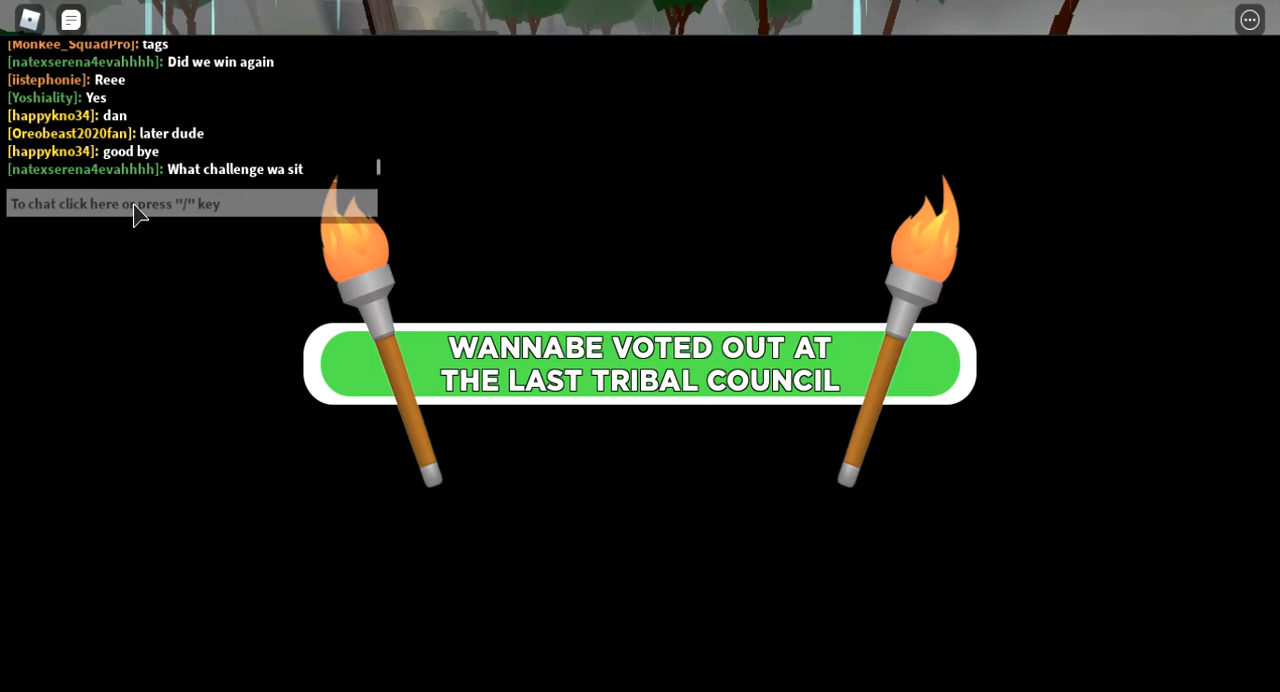 [Monkee_SquadPro]: tags
[natexserena4evahhhh]: Did we win again
[iistephonie]: Reee
[Yoshiality]: Yes
[happykno34]: dan
[Oreobeast2020fan]: later dude
[happykno34]: good bye
[natexserena4evahhhh]: What challenge wa sit
To chat click here or press "/" key
WANNABE VOTED OUT AT
THE LAST TRIBAL COUNCIL